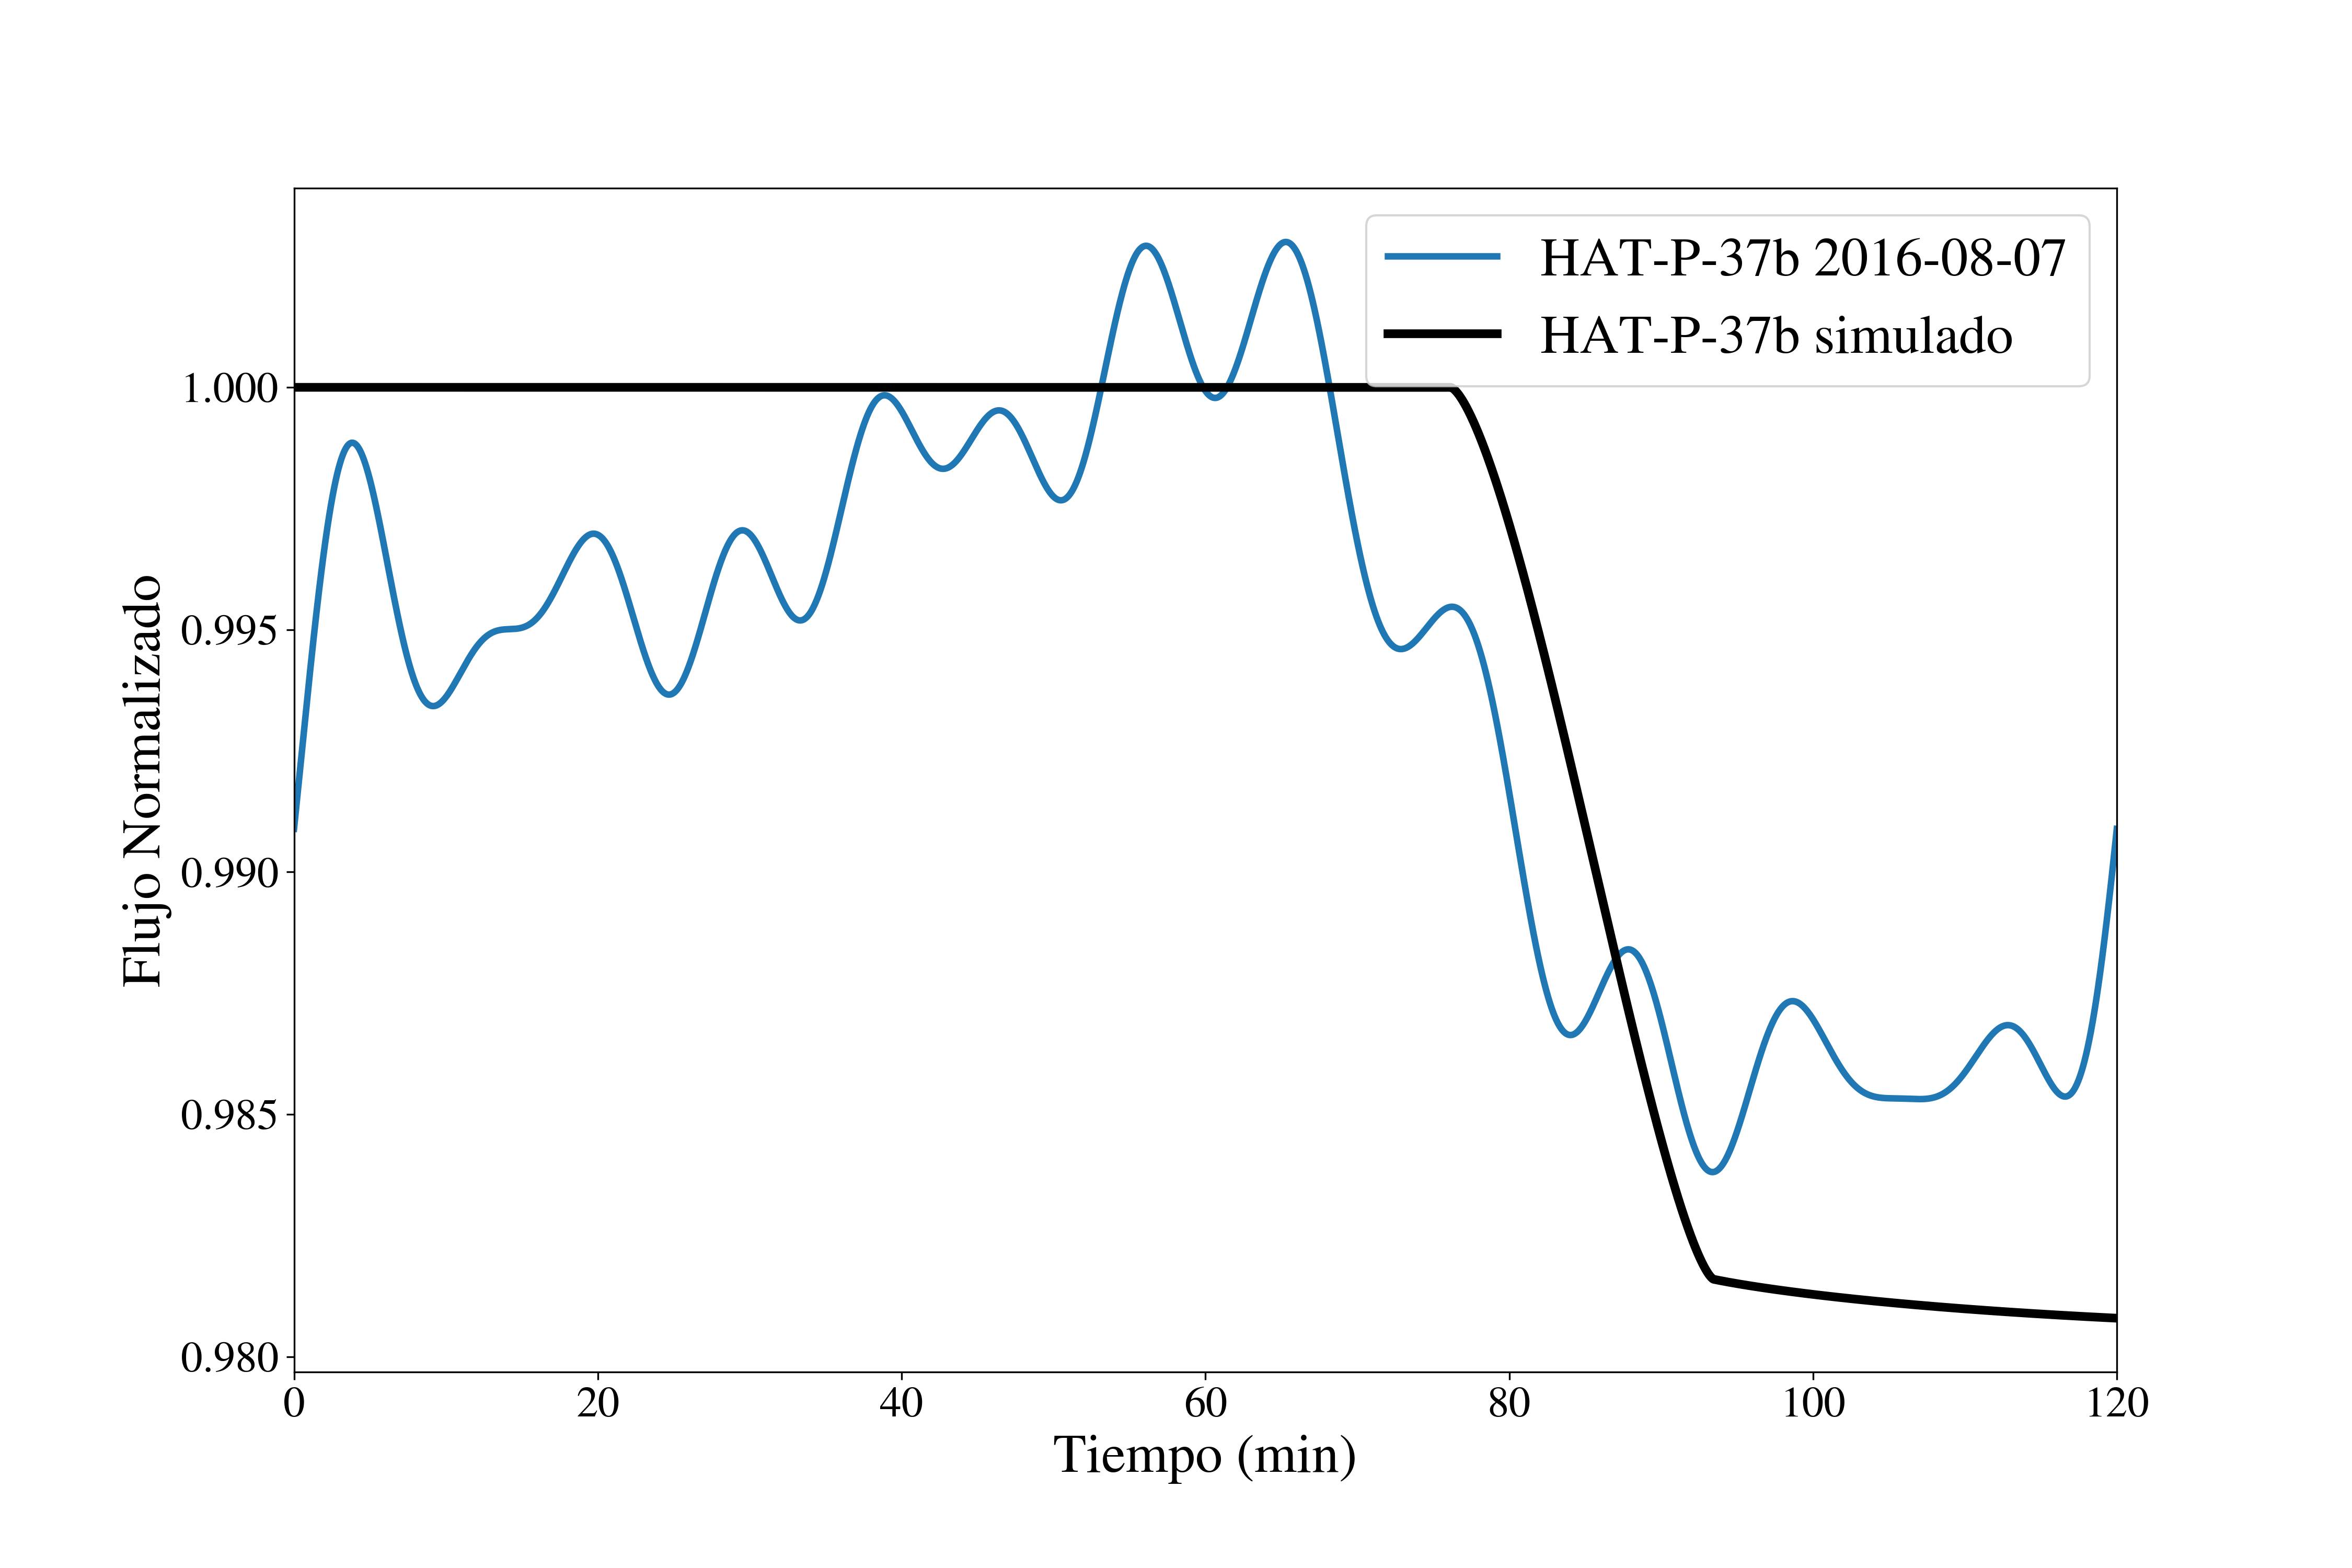 HAT-P-37b 2016-08-07
HAT-P-37b simulado
Flujo Normalizado
1.000
0.995
0.990
0.985
0.980
0 20 40 60 80 100 120
Tiempo (min)